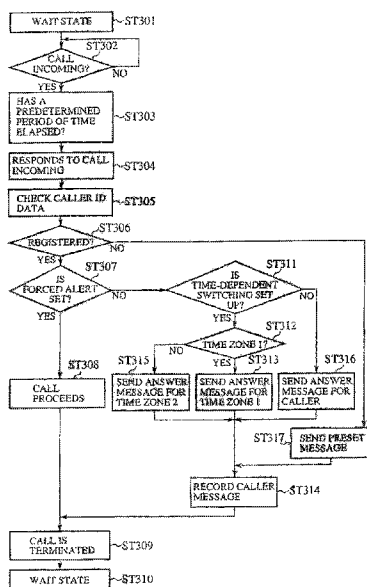 WAIT STATE
ST301
ST302
CALL
INCOMING?
NO
YES
HAS A
PREDETERMINED
PERIOD OF TIME
ELAPSED?
ST303
RESPONDS TO CALL
INCOMING
ST304
CHECK CALLER ID
DATA
ST305
ST306
REGISTERED?
NO
YES
ST307
IS
FORCED ALERT
SET?
NO
YES
ST311
IS
TIME-DEPENDENT
SWITCHING SET
UP?
NO
YES
ST312
TIME ZONE 1?
NO
YES
ST308
CALL
PROCEEDS
ST315
SEND ANSWER
MESSAGE FOR
TIME ZONE 2
ST313
SEND ANSWER
MESSAGE FOR
TIME ZONE 1
ST316
SEND ANSWER
MESSAGE FOR
CALLER
ST317
SEND PRESET
MESSAGE
RECORD CALLER
MESSAGE
ST314
CALL IS
TERMINATED
ST309
WAIT STATE
ST310